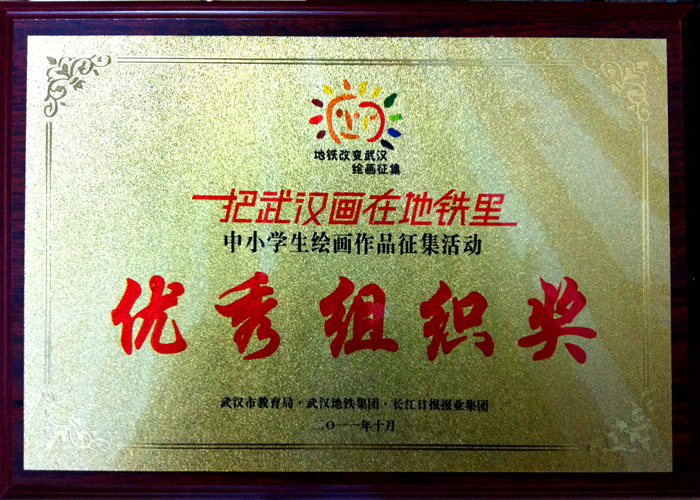 地铁改变武汉
绘画征集
把武汉画在地铁里
中小学生绘画作品征集活动
优秀组织奖
武汉市教育局·武汉地铁集团·长江日报报业集团
二〇一一年十月